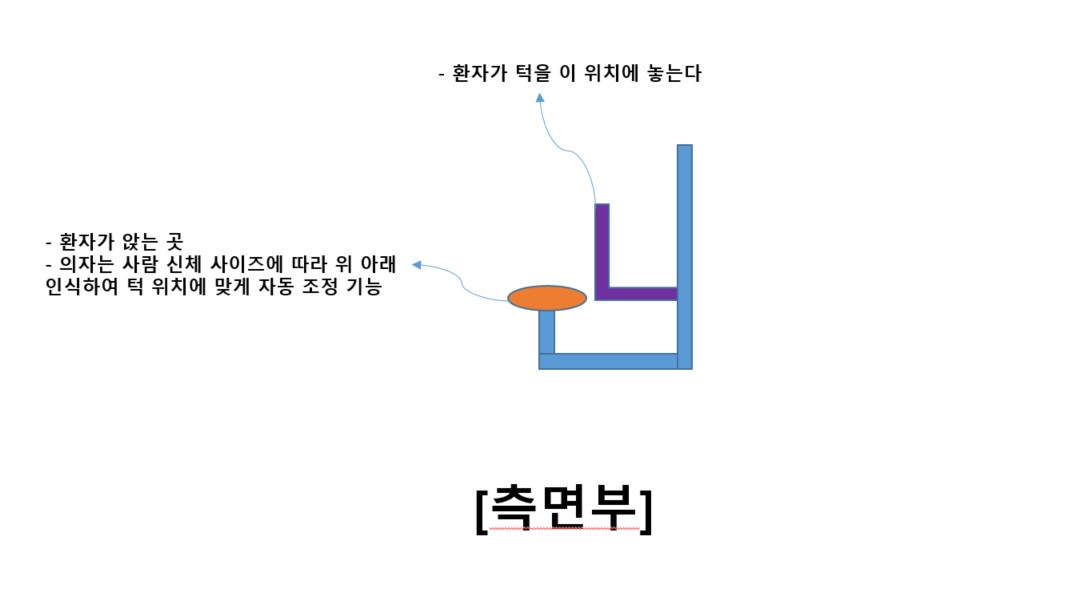 - 환자가 턱을 이 위치에 놓는다
- 환자가 앉는 곳
- 의자는 사람 신체 사이즈에 따라 위 아래
인식하여 턱 위치에 맞게 자동 조정 기능
[측면부]